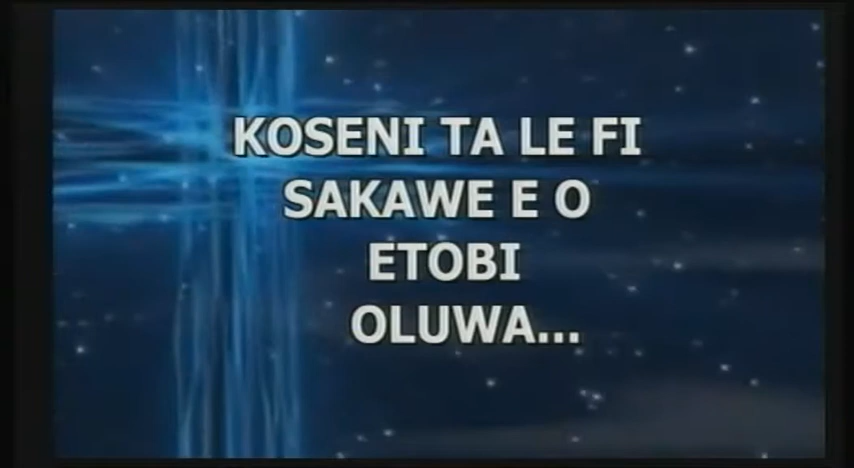 KOSENI TA LE FI
SAKAWE E O
ETOBI
OLUWA...